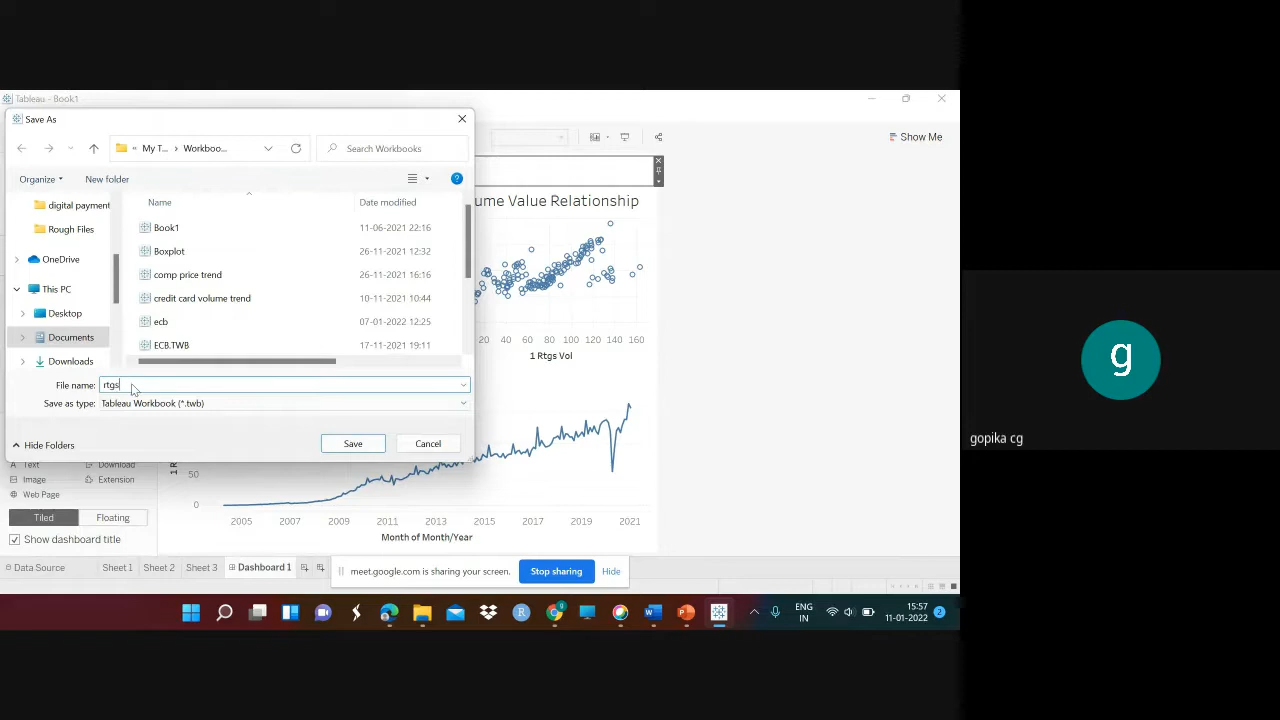 Tableau - Book1
Save As
« My T... > Workboo...
Search Workbooks
Show Me
Organize
New folder
Name
Date modified
digital payment
Rough Files
OneDrive
This PC
Desktop
Documents
Downloads
Book1 11-06-2021 22:16
Boxplot 26-11-2021 12:32
comp price trend 26-11-2021 16:16
credit card volume trend 10-11-2021 10:44
ecb 07-01-2022 12:25
ECB.TWB 17-11-2021 19:11
File name: rtgs
Save as type: Tableau Workbook (*.twb)
Hide Folders
Save
Cancel
ume Value Relationship
20 40 60 80 100 120 140 160
1 Rtgs Vol
50
0
2005 2007 2009 2011 2013 2015 2017 2019 2021
Month of Month/Year
Text
Download
Image
Extension
Web Page
Tiled
Floating
Show dashboard title
Data Source
Sheet 1
Sheet 2
Sheet 3
Dashboard 1
meet.google.com is sharing your screen.
Stop sharing
Hide
ENG
IN
15:57
11-01-2022
2
g
gopika cg